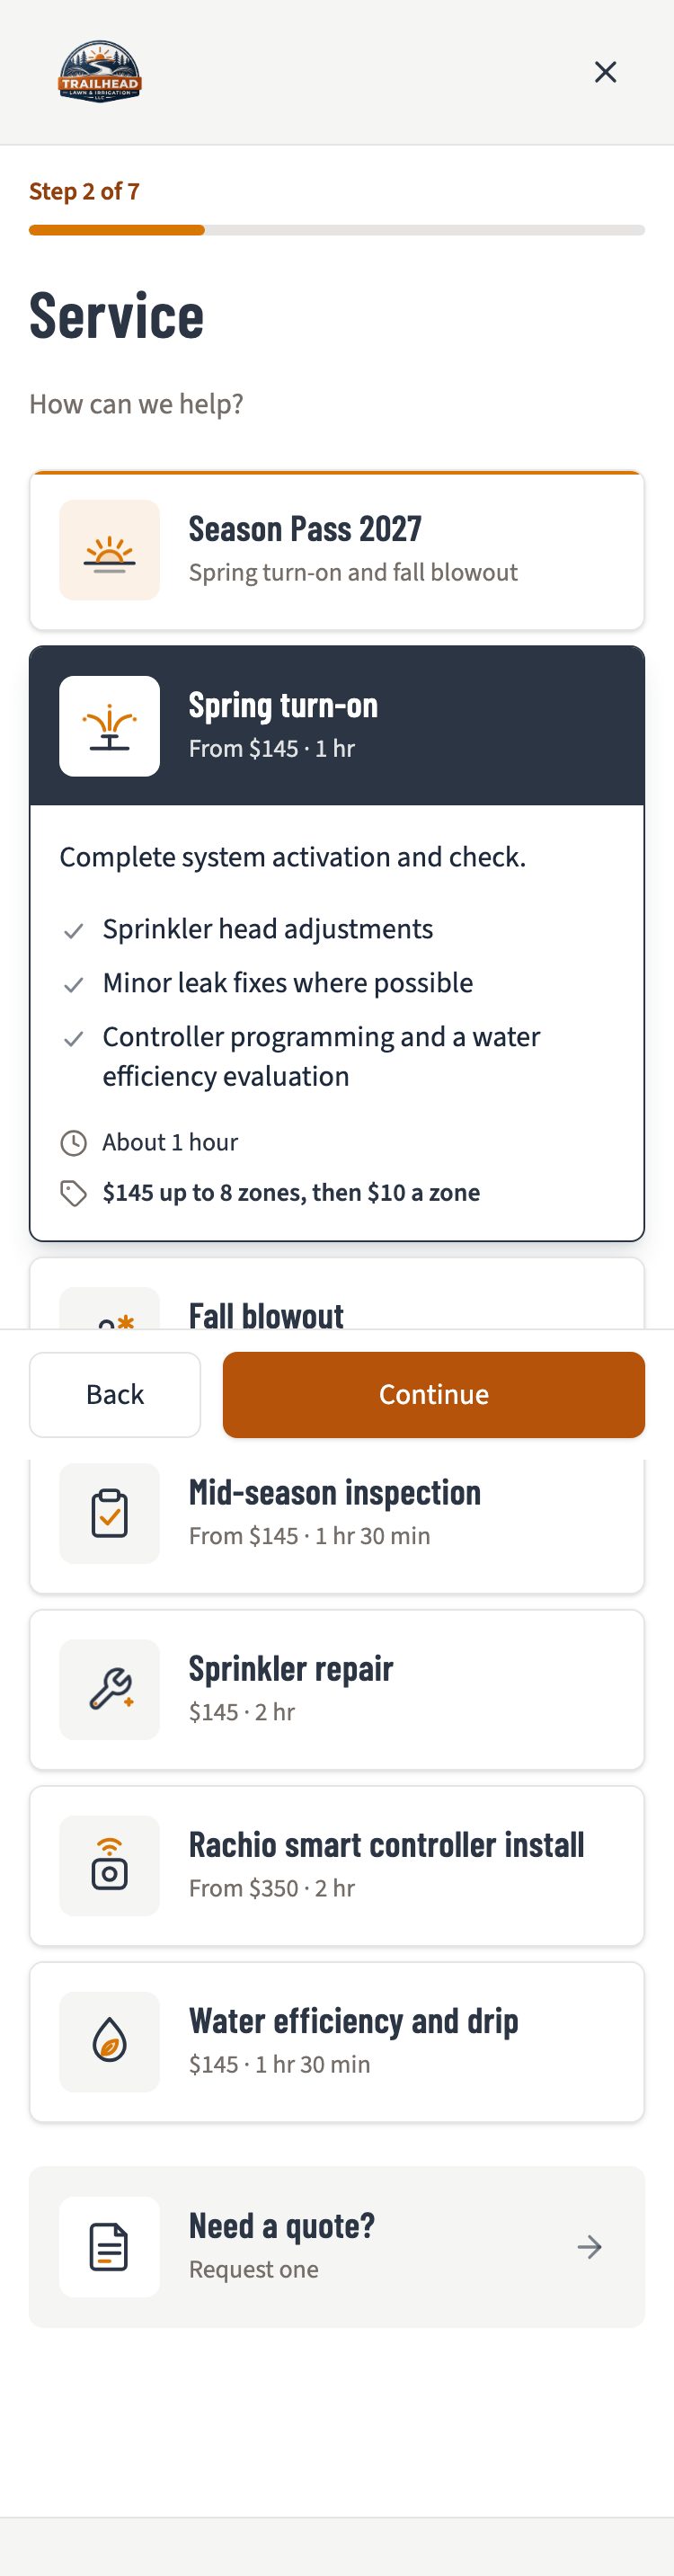 TRAILHEAD
LAWN & IRRIGATION
LLC
Step 2 of 7
Service
How can we help?
Season Pass 2027
Spring turn-on and fall blowout
Spring turn-on
From $145 · 1 hr
Complete system activation and check.
Sprinkler head adjustments
Minor leak fixes where possible
Controller programming and a water
efficiency evaluation
About 1 hour
$145 up to 8 zones, then $10 a zone
Fall blowout
Back
Continue
Mid-season inspection
From $145 · 1 hr 30 min
Sprinkler repair
$145 · 2 hr
Rachio smart controller install
From $350 · 2 hr
Water efficiency and drip
$145 · 1 hr 30 min
Need a quote?
Request one